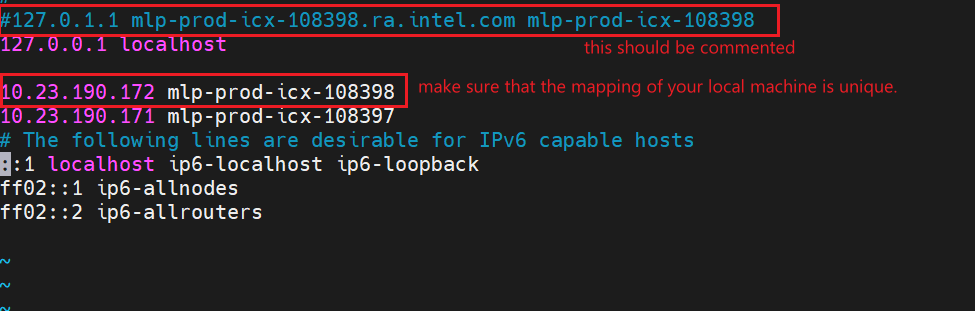 #
#127.0.1.1 mlp-prod-icx-108398.ra.intel.com mlp-prod-icx-108398
127.0.0.1 localhost
this should be commented
10.23.190.172 mlp-prod-icx-108398
make sure that the mapping of your local machine is unique.
10.23.190.171 mlp-prod-icx-108397
# The following lines are desirable for IPv6 capable hosts
::1 localhost ip6-localhost ip6-loopback
ff02::1 ip6-allnodes
ff02::2 ip6-allrouters
~
~
~